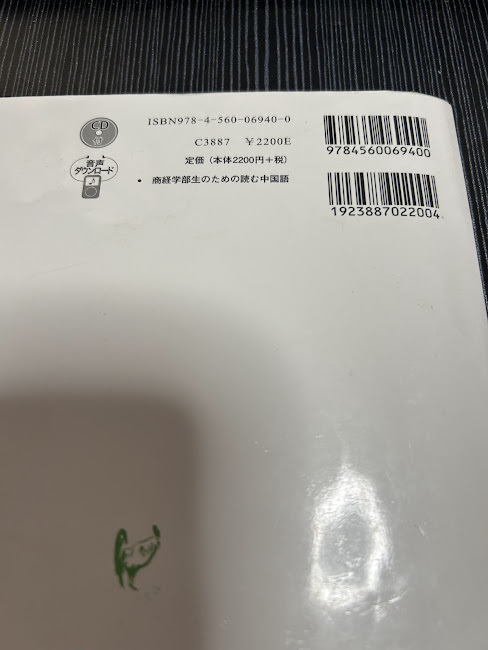 CD
ISBN978-4-560-06940-0
C3887 ¥2200E
定価（本体2200円+税）
音声
ダウンロード
• 商経学部生のための読む中国語
9784560069400
1923887022004